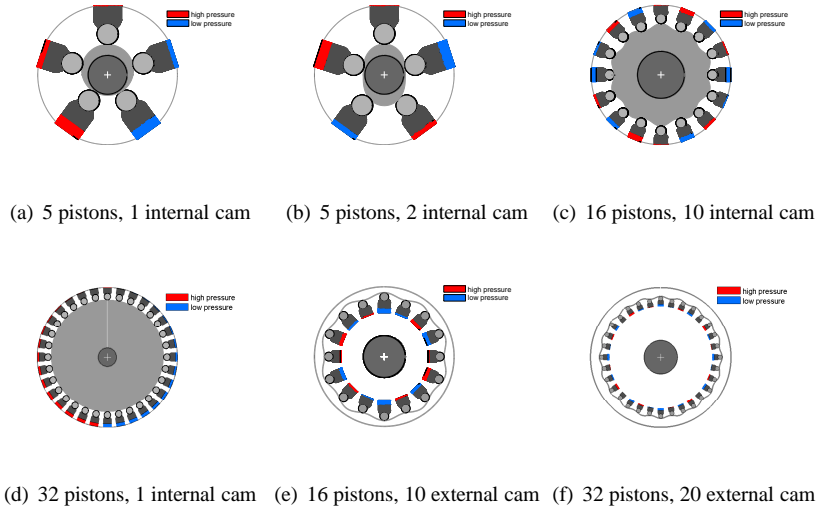 high pressure
low pressure
high pressure
low pressure
high pressure
low pressure
(a) 5 pistons, 1 internal cam
(b) 5 pistons, 2 internal cam
(c) 16 pistons, 10 internal cam
high pressure
low pressure
high pressure
low pressure
high pressure
low pressure
(d) 32 pistons, 1 internal cam
(e) 16 pistons, 10 external cam
(f) 32 pistons, 20 external cam